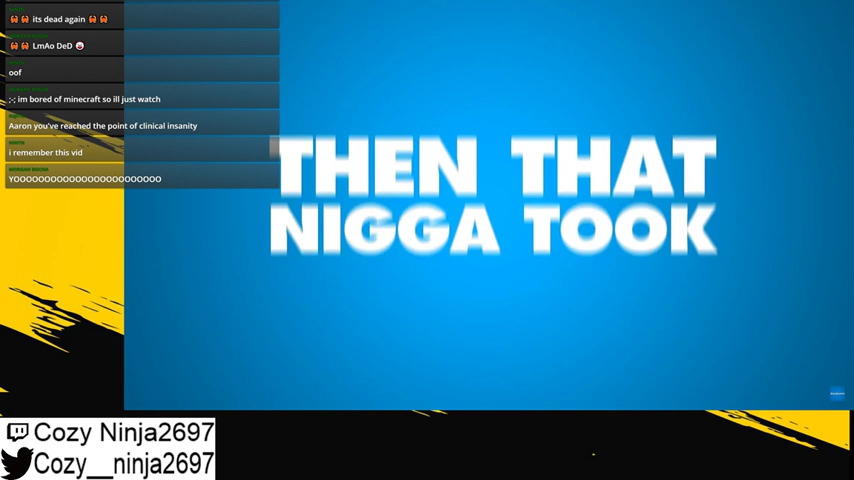 🦀 🦀 its dead again 🦀 🦀
🦀 🦀 LmAo DeD
oof
;-; im bored of minecraft so ill just watch
Aaron you've reached the point of clinical insanity
i remember this vid
YOOOOOOOOOOOOOOOOOOOOOOOO
THEN THAT
NIGGA TOOK
Cozy Ninja2697
Cozy__ninja2697